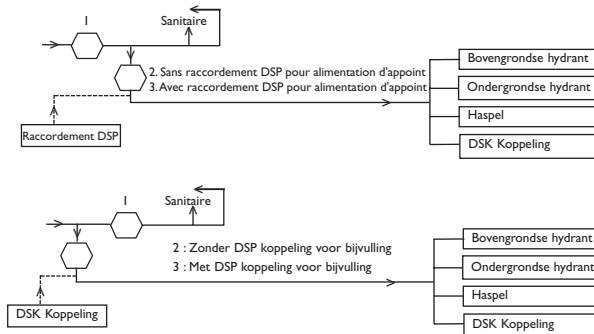 1
Sanitaire
2. Sans raccordement DSP pour alimentation d'appoint
3. Avec raccordement DSP pour alimentation d'appoint
Raccordement DSP
Bovengrondse hydrant
Ondergrondse hydrant
Haspel
DSK Koppeling
1
Sanitaire
2 : Zonder DSP koppeling voor bijvulling
3 : Met DSP koppeling voor bijvulling
DSK Koppeling
Bovengrondse hydrant
Ondergrondse hydrant
Haspel
DSK Koppeling